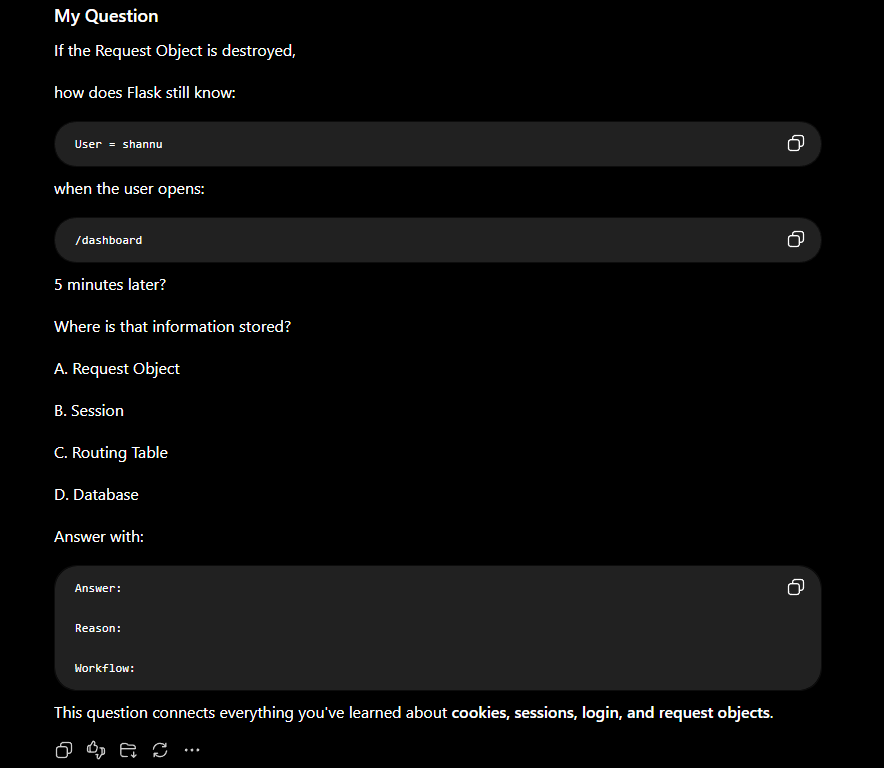 My Question
If the Request Object is destroyed,
how does Flask still know:
User = shannu
when the user opens:
/dashboard
5 minutes later?
Where is that information stored?
A. Request Object
B. Session
C. Routing Table
D. Database
Answer with:
Answer:
Reason:
Workflow:
This question connects everything you've learned about cookies, sessions, login, and request objects.